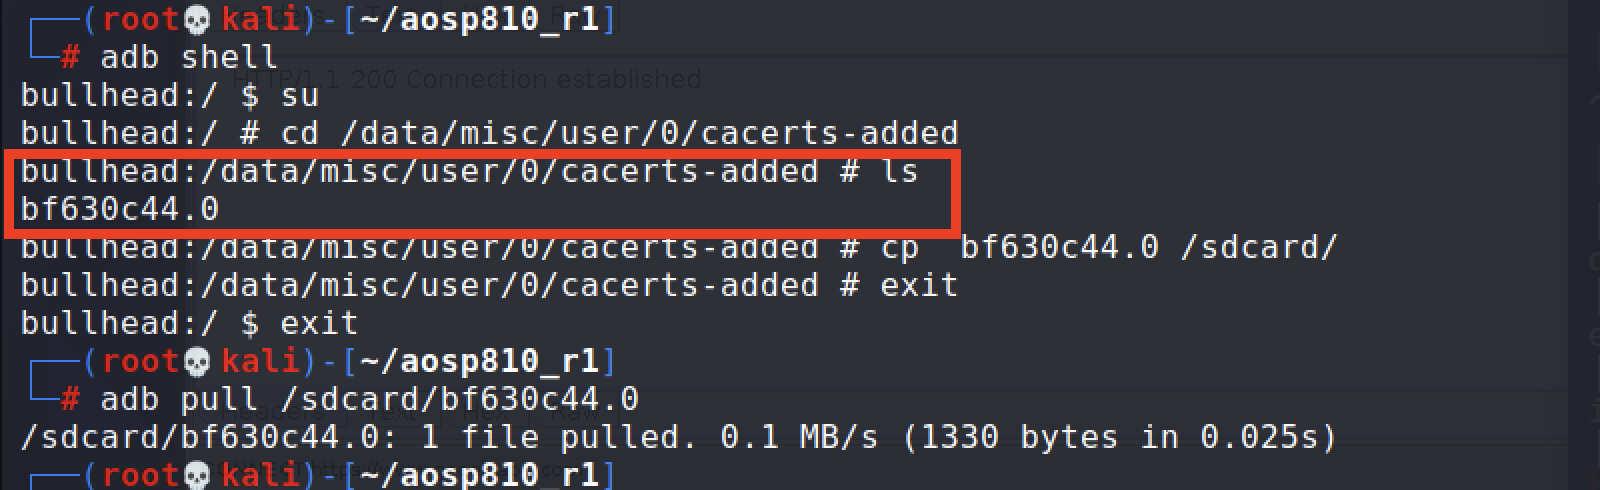 (root💀kali)-[~/aosp810_r1]
# adb shell
HTTP/1.1 200 Connection established
bullhead:/ $ su
bullhead:/ # cd /data/misc/user/0/cacerts-added
bullhead:/data/misc/user/0/cacerts-added # ls
bf630c44.0
bullhead:/data/misc/user/0/cacerts-added # cp  bf630c44.0 /sdcard/
bullhead:/data/misc/user/0/cacerts-added # exit
bullhead:/ $ exit
(root💀kali)-[~/aosp810_r1]
# adb pull /sdcard/bf630c44.0
/sdcard/bf630c44.0: 1 file pulled. 0.1 MB/s (1330 bytes in 0.025s)
(root💀kali)-[~/aosp810_r1]